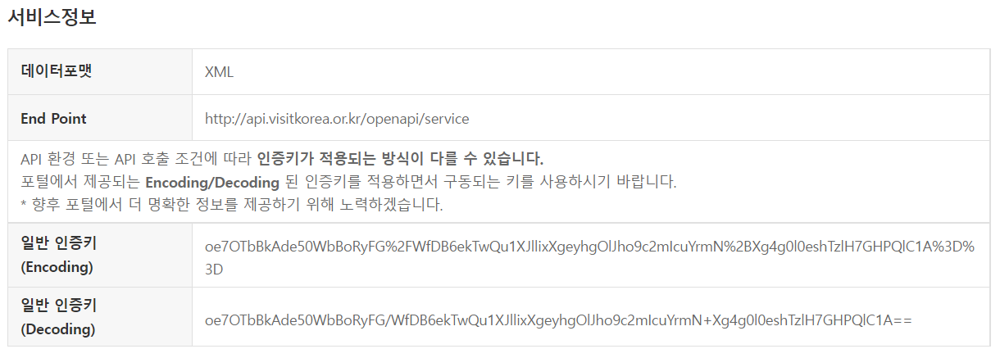 서비스정보
데이터포맷
XML
End Point
http://api.visitkorea.or.kr/openapi/service
API 환경 또는 API 호출 조건에 따라 인증키가 적용되는 방식이 다를 수 있습니다.
포털에서 제공되는 Encoding/Decoding 된 인증키를 적용하면서 구동되는 키를 사용하시기 바랍니다.
* 향후 포털에서 더 명확한 정보를 제공하기 위해 노력하겠습니다.
일반 인증키
(Encoding)
oe7OTbBkAde50WbBoRyFG%2FWfDB6ekTwQu1XJllixXgeyhgOlJho9c2mIcuYrmN%2BXg4g0l0eshTzlH7GHPQlC1A%3D%
3D
일반 인증키
(Decoding)
oe7OTbBkAde50WbBoRyFG/WfDB6ekTwQu1XJllixXgeyhgOlJho9c2mIcuYrmN+Xg4g0l0eshTzlH7GHPQlC1A==